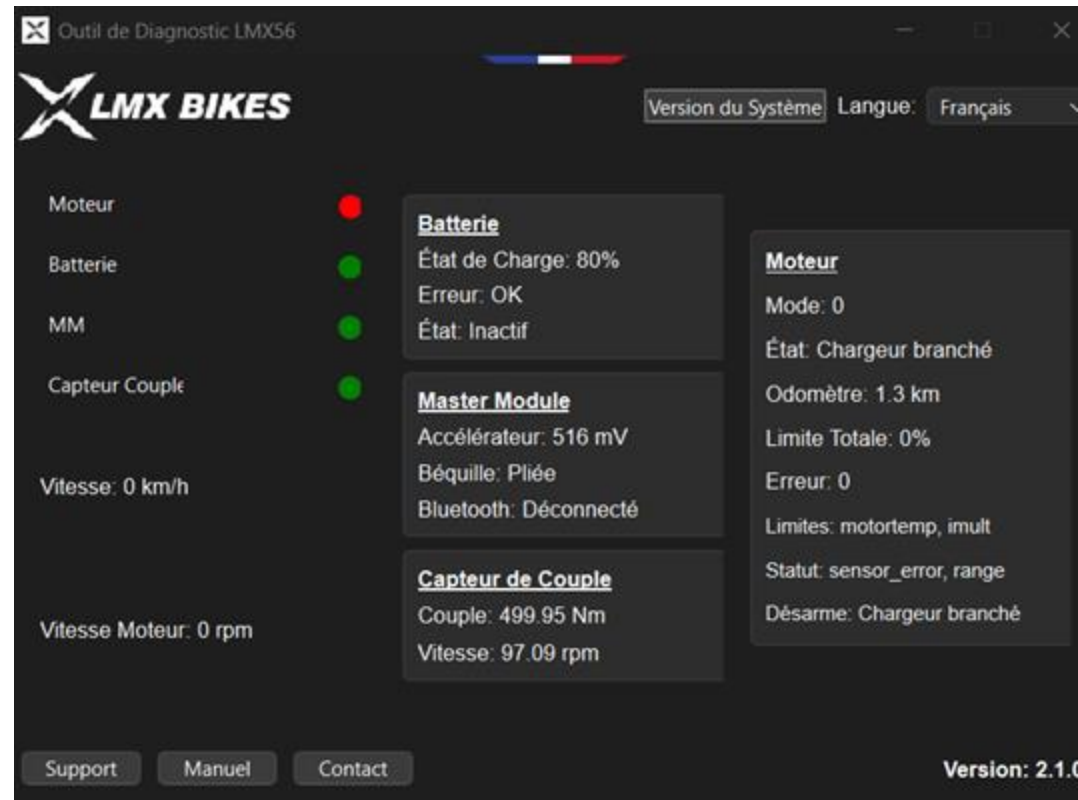 Outil de Diagnostic LMX56
LMX BIKES
Version du Système Langue: Français
Moteur
Batterie
MM
Capteur Couple
Vitesse: 0 km/h
Vitesse Moteur: 0 rpm
Batterie
État de Charge: 80%
Erreur: OK
État: Inactif
Master Module
Accélérateur: 516 mV
Béquille: Pliée
Bluetooth: Déconnecté
Capteur de Couple
Couple: 499.95 Nm
Vitesse: 97.09 rpm
Moteur
Mode: 0
État: Chargeur branché
Odomètre: 1.3 km
Limite Totale: 0%
Erreur: 0
Limites: motortemp, imult
Statut: sensor_error, range
Désarme: Chargeur branché
Support Manuel Contact
Version: 2.1.0